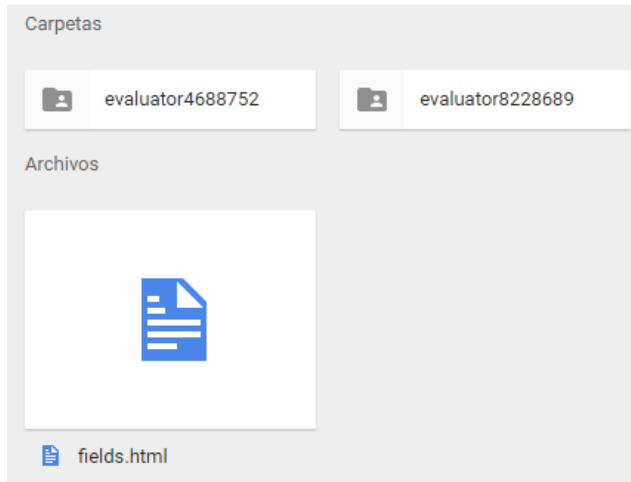 Carpetas
evaluator4688752
evaluator8228689
Archivos
fields.html